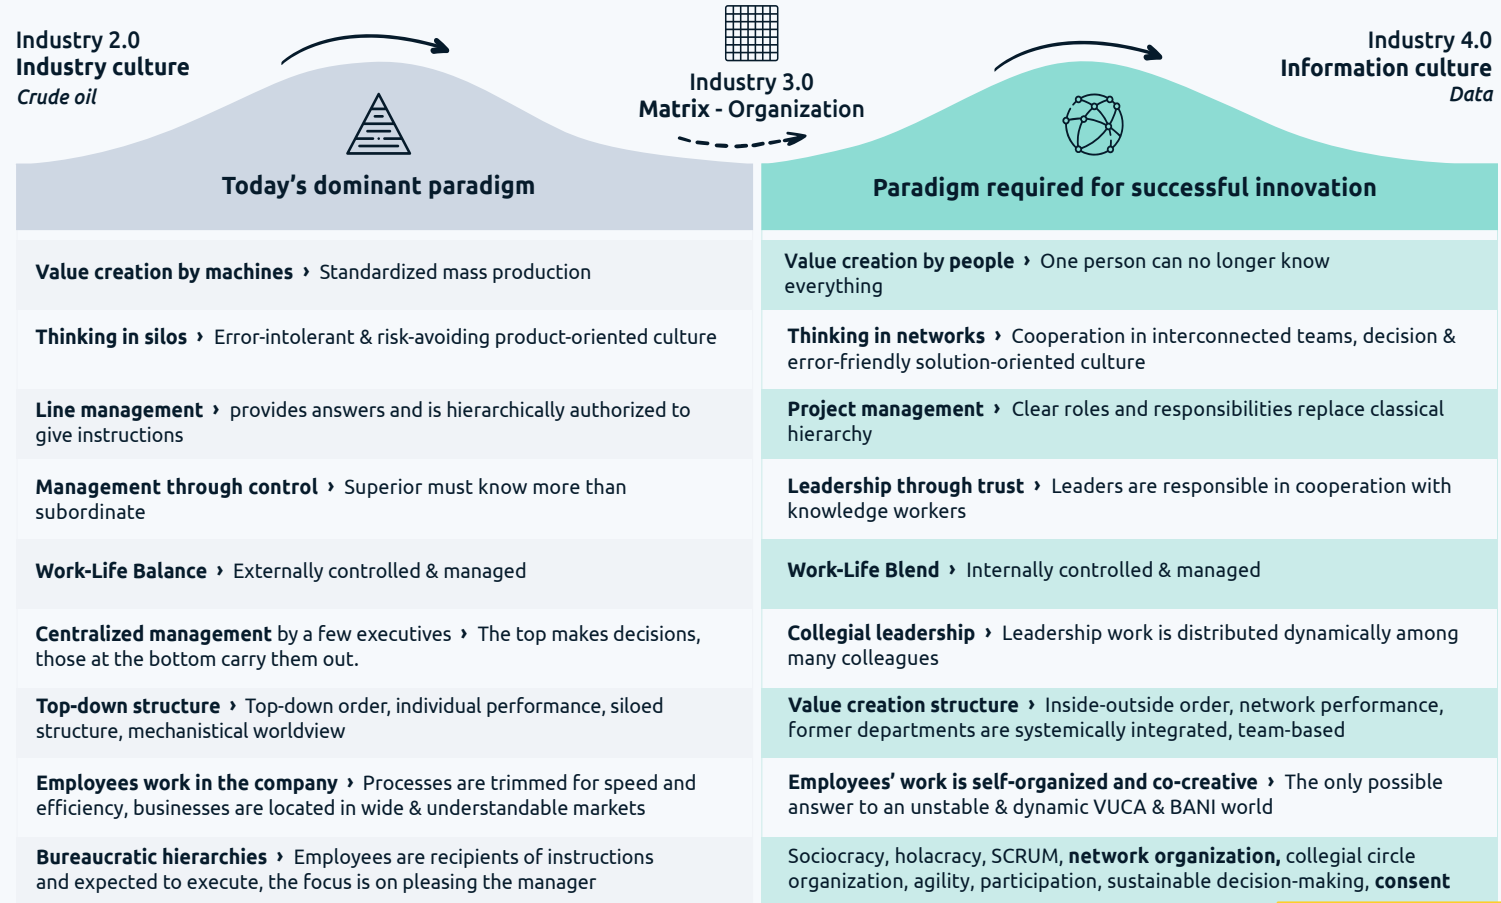 Industry 2.0
Industry culture
Crude oil
Industry 3.0
Matrix - Organization
Industry 4.0
Information culture
Data
Today's dominant paradigm
Paradigm required for successful innovation
Value creation by machines › Standardized mass production
Value creation by people › One person can no longer know
everything
Thinking in silos › Error-intolerant & risk-avoiding product-oriented culture
Thinking in networks › Cooperation in interconnected teams, decision &
error-friendly solution-oriented culture
Line management › provides answers and is hierarchically authorized to
give instructions
Project management › Clear roles and responsibilities replace classical
hierarchy
Management through control › Superior must know more than
subordinate
Leadership through trust › Leaders are responsible in cooperation with
knowledge workers
Work-Life Balance › Externally controlled & managed
Work-Life Blend › Internally controlled & managed
Centralized management by a few executives › The top makes decisions,
those at the bottom carry them out.
Collegial leadership › Leadership work is distributed dynamically among
many colleagues
Top-down structure › Top-down order, individual performance, siloed
structure, mechanistical worldview
Value creation structure › Inside-outside order, network performance,
former departments are systemically integrated, team-based
Employees work in the company › Processes are trimmed for speed and
efficiency, businesses are located in wide & understandable markets
Employees' work is self-organized and co-creative › The only possible
answer to an unstable & dynamic VUCA & BANI world
Bureaucratic hierarchies › Employees are recipients of instructions
and expected to execute, the focus is on pleasing the manager
Sociocracy, holacracy, SCRUM, network organization, collegial circle
organization, agility, participation, sustainable decision-making, consent